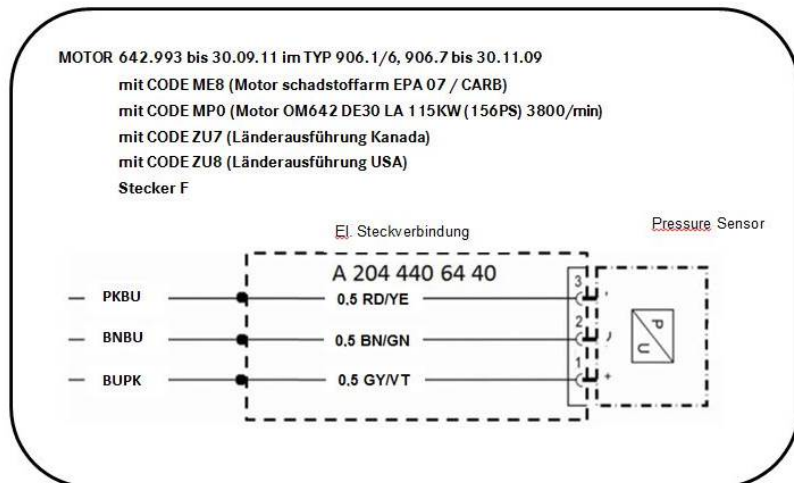 MOTOR 642.993 bis 30.09.11 im TYP 906.1/6, 906.7 bis 30.11.09
mit CODE ME8 (Motor schadstoffarm EPA 07 / CARB)
mit CODE MP0 (Motor OM642 DE30 LA 115KW (156PS) 3800/min)
mit CODE ZU7 (Länderausführung Kanada)
mit CODE ZU8 (Länderausführung USA)
Stecker F
El. Steckverbindung
Pressure Sensor
A 204 440 64 40
PKBU 0.5 RD/YE 3
BNBU 0.5 BN/GN 2
BUPK 0.5 GY/VT 1 +
P U